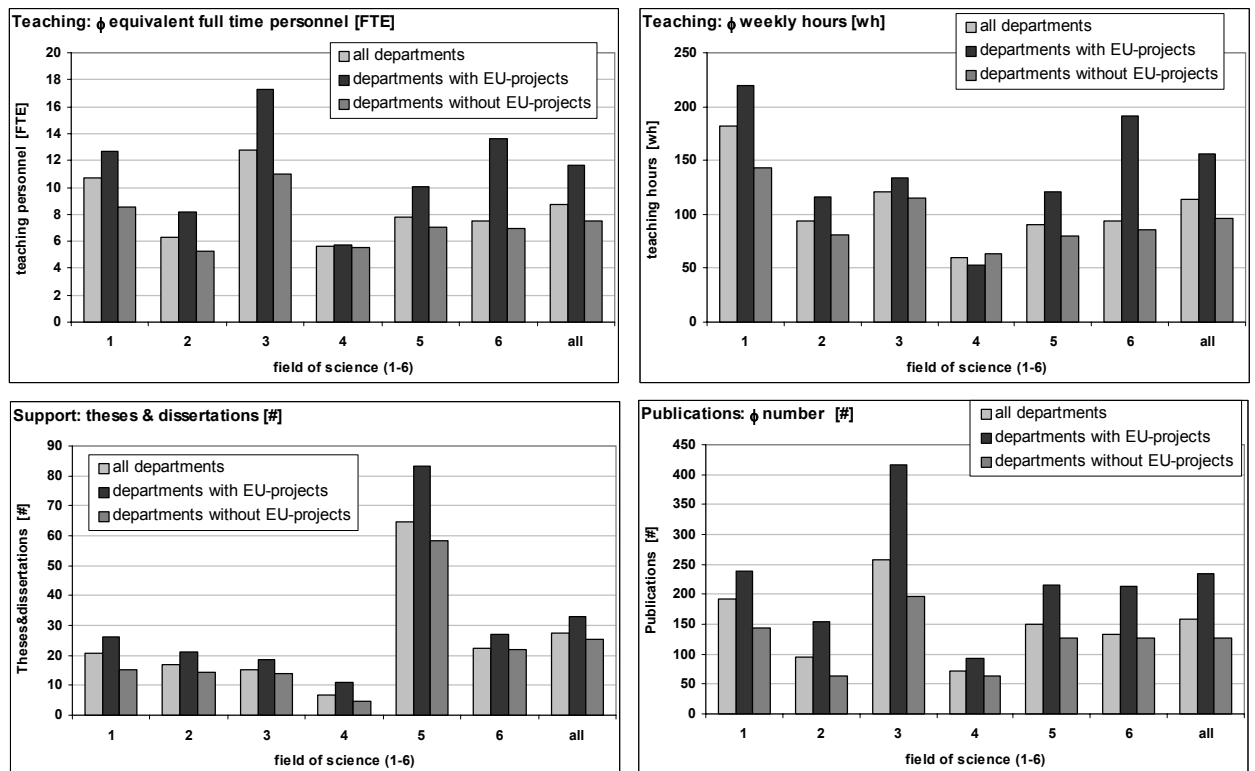 Teaching: ϕ equivalent full time personnel [FTE]
all departments
departments with EU-projects
departments without EU-projects
teaching personnel [FTE]
20
18
16
14
12
10
8
6
4
2
0
1 2 3 4 5 6 all
field of science (1-6)
Teaching: ϕ weekly hours [wh]
all departments
departments with EU-projects
departments without EU-projects
teaching hours [wh]
250
200
150
100
50
0
1 2 3 4 5 6 all
field of science (1-6)
Support: theses & dissertations [#]
all departments
departments with EU-projects
departments without EU-projects
Theses&dissertations [#]
90
80
70
60
50
40
30
20
10
0
1 2 3 4 5 6 all
field of science (1-6)
Publications: ϕ number [#]
all departments
departments with EU-projects
departments without EU-projects
Publications [#]
450
400
350
300
250
200
150
100
50
0
1 2 3 4 5 6 all
field of science (1-6)